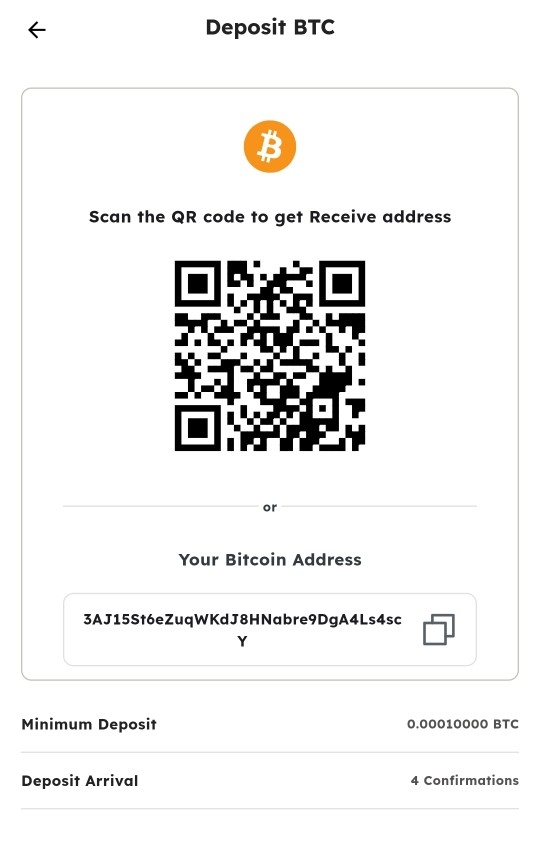 Deposit BTC
Scan the QR code to get Receive address
or
Your Bitcoin Address
3AJ15St6eZuqWKdJ8HNabre9DgA4Ls4sc
Y
Minimum Deposit 0.00010000 BTC
Deposit Arrival 4 Confirmations